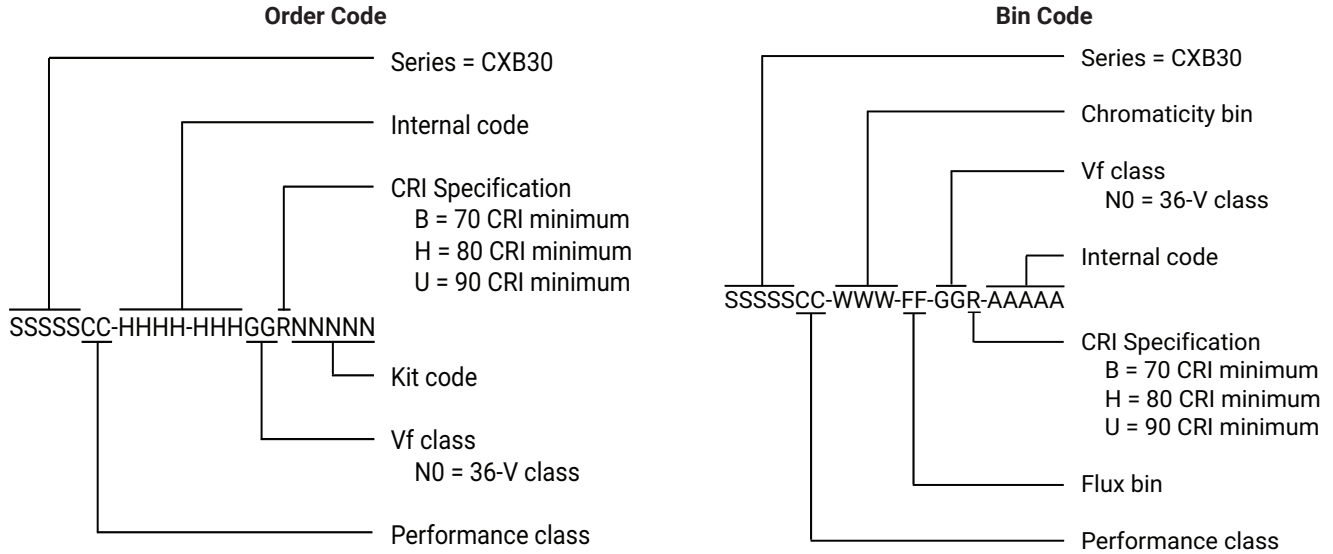 Order Code
Series = CXB30
Internal code
CRI Specification
B = 70 CRI minimum
H = 80 CRI minimum
U = 90 CRI minimum
SSSSSCC-HHHH-HHHGGRNNNNN
Kit code
Vf class
N0 = 36-V class
Performance class
Bin Code
Series = CXB30
Chromaticity bin
Vf class
N0 = 36-V class
Internal code
SSSSSCC-WWW-FF-GGR-AAAAA
CRI Specification
B = 70 CRI minimum
H = 80 CRI minimum
U = 90 CRI minimum
Flux bin
Performance class